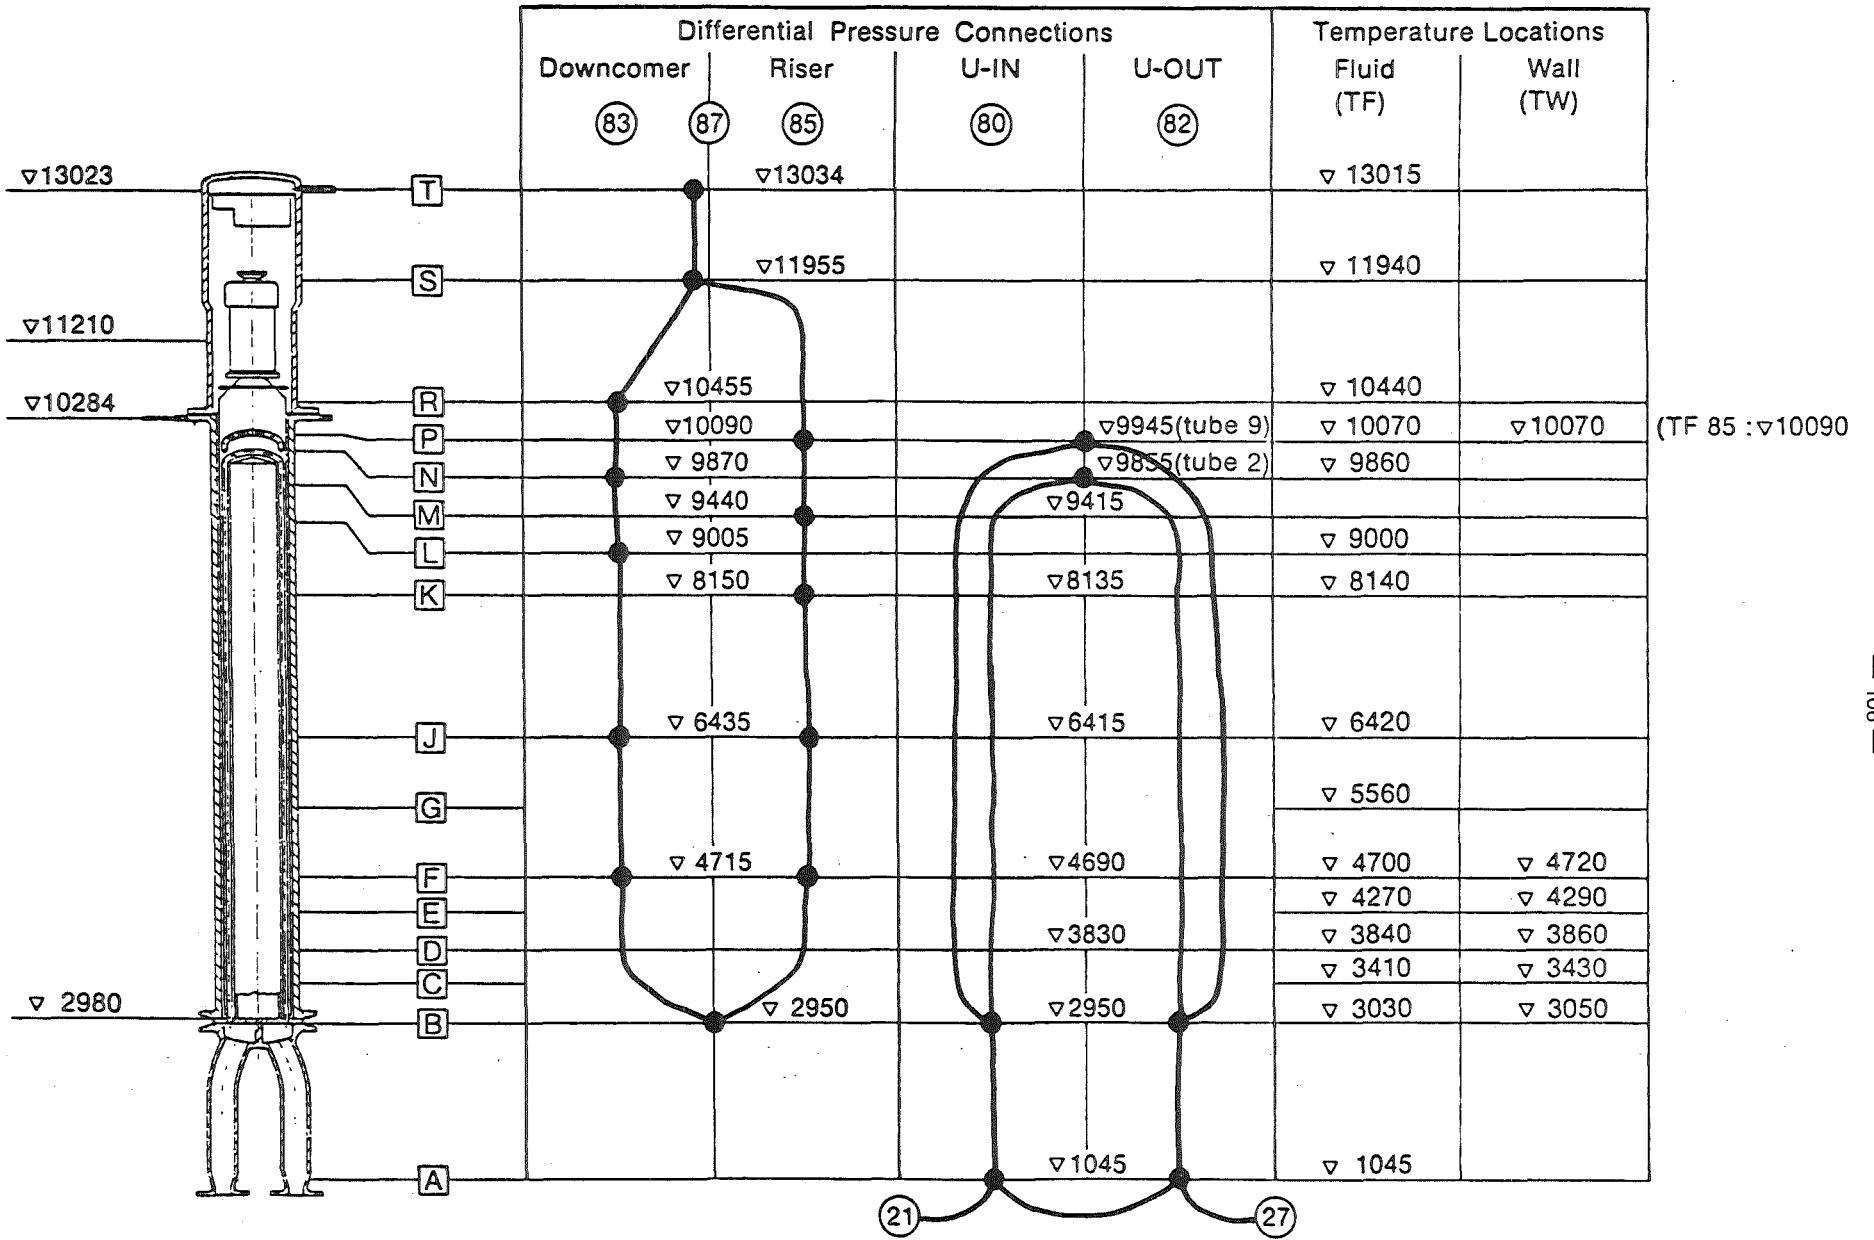 Differential Pressure Connections
Temperature Locations
Downcomer Riser U-IN U-OUT Fluid Wall
(TF) (TW)
83 87 85 80 82
▽13023 T ▽13034 ▽ 13015
S ▽11955 ▽ 11940
▽11210
▽10284 R ▽10455 ▽ 10440
P ▽10090 ▽9945(tube 9) ▽ 10070 ▽10070 (TF 85 : ▽10090
N ▽ 9870 ▽9855(tube 2) ▽ 9860
M ▽ 9440 ▽9415
L ▽ 9005 ▽ 9000
K ▽ 8150 ▽8135 ▽ 8140
J ▽ 6435 ▽6415 ▽ 6420
G ▽ 5560
F ▽ 4715 ▽4690 ▽ 4700 ▽ 4720
E ▽ 4270 ▽ 4290
D ▽3830 ▽ 3840 ▽ 3860
C ▽ 3410 ▽ 3430
▽ 2980 B ▽ 2950 ▽2950 ▽ 3030 ▽ 3050
A ▽1045 ▽ 1045
21 27